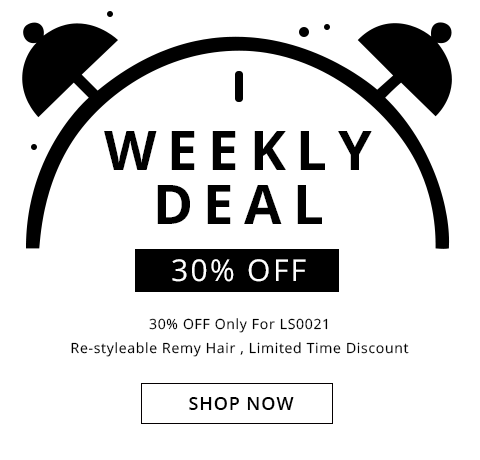 WEEKLY
DEAL
30% OFF
30% OFF Only For LS0021
Re-styleable Remy Hair , Limited Time Discount
SHOP NOW